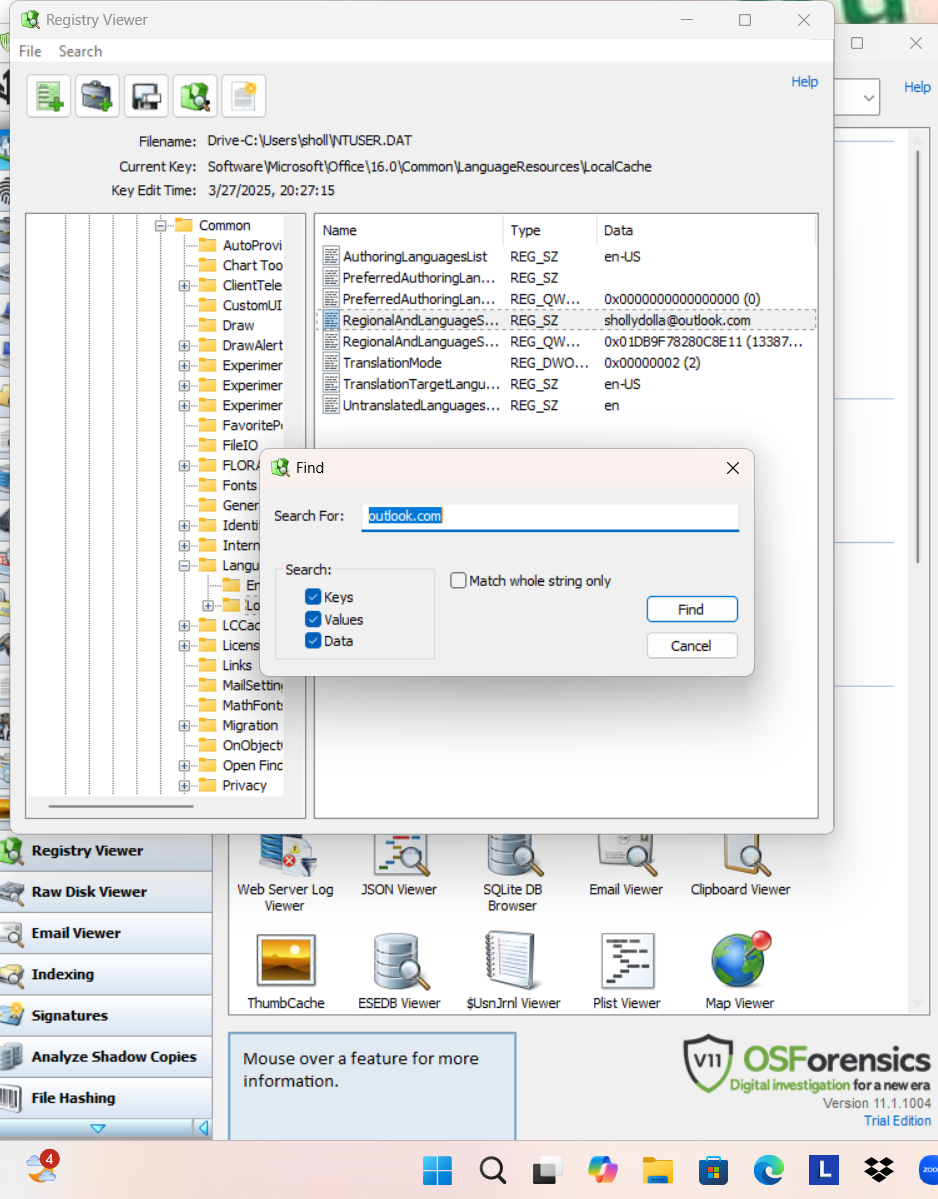 Registry Viewer
File Search
Help
Help
Filename: Drive-C:\Users\sholl\NTUSER.DAT
Current Key: Software\Microsoft\Office\16.0\Common\LanguageResources\LocalCache
Key Edit Time: 3/27/2025, 20:27:15
Common
AutoProvi
Chart Too
ClientTele
CustomUI
Draw
DrawAlert
Experimer
Experimer
Experimer
FavoriteP
FileIO
FLORA
Fonts
Gener
Identi
Intern
Langu
En
Lo
LCCac
Licens
Links
MailSettin
MathFonts
Migration
OnObject
Open Find
Privacy
Name Type Data
AuthoringLanguagesList REG_SZ en-US
PreferredAuthoringLan... REG_SZ
PreferredAuthoringLan... REG_QW... 0x0000000000000000 (0)
RegionalAndLanguageS... REG_SZ shollydolla@outlook.com
RegionalAndLanguageS... REG_QW... 0x01DB9F78280C8E11 (13387...
TranslationMode REG_DWO... 0x00000002 (2)
TranslationTargetLangu... REG_SZ en-US
UntranslatedLanguages... REG_SZ en
Find
Search For: outlook.com
Search:
Keys
Values
Data
Match whole string only
Find
Cancel
Registry Viewer
Raw Disk Viewer
Email Viewer
Indexing
Signatures
Analyze Shadow Copies
File Hashing
Web Server Log Viewer
JSON Viewer
SQLite DB Browser
Email Viewer
Clipboard Viewer
ThumbCache
ESEDB Viewer
$UsnJrnl Viewer
Plist Viewer
Map Viewer
Mouse over a feature for more
information.
V11 OSForensics
Digital investigation for a new era
Version 11.1.1004
Trial Edition
4
L
zoo